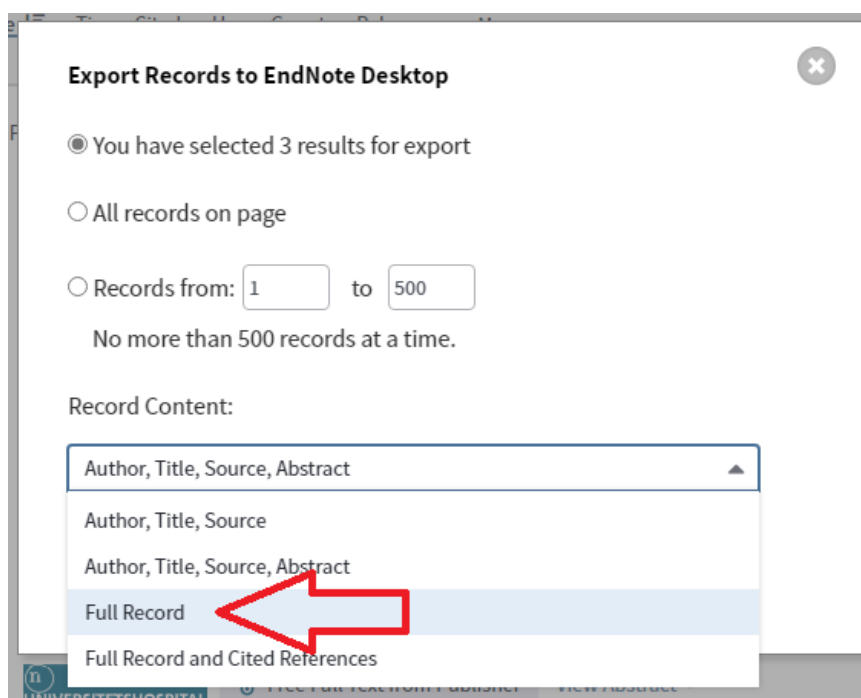 Export Records to EndNote Desktop
You have selected 3 results for export
All records on page
Records from: 1 to 500
No more than 500 records at a time.
Record Content:
Author, Title, Source, Abstract
Author, Title, Source
Author, Title, Source, Abstract
Full Record
Full Record and Cited References
n
UNIVERSITETSHOSPITAL
Free Full Text from Publisher View Abstract